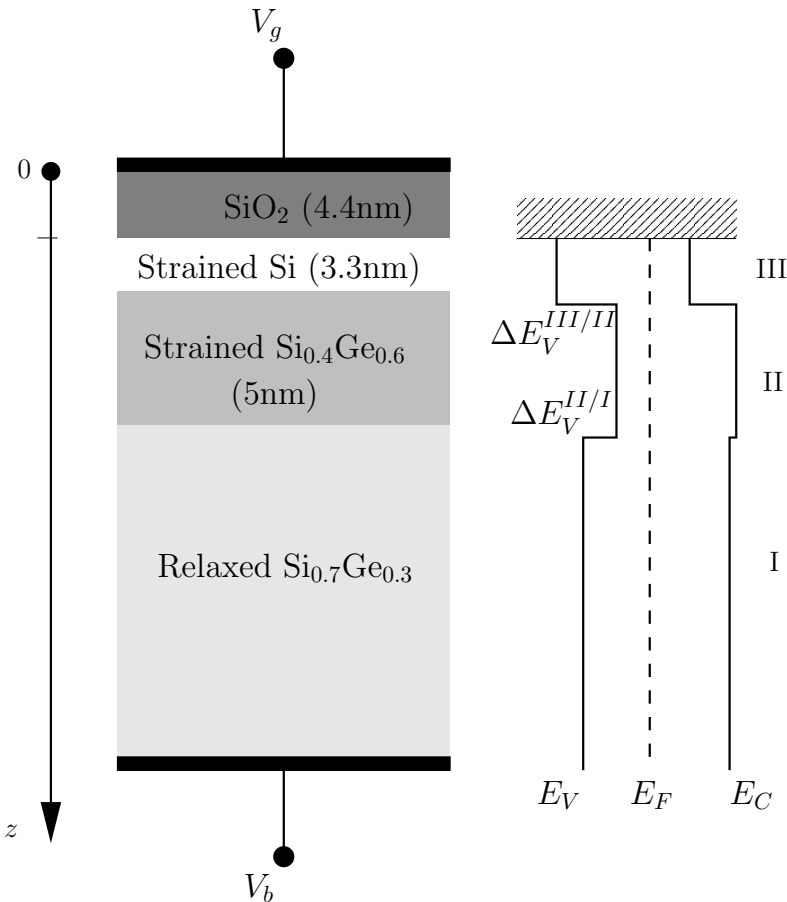 V_g
0
SiO₂ (4.4nm)
Strained Si (3.3nm)
III
ΔE_V^{III/II}
Strained Si₀.₄Ge₀.₆
(5nm)
II
ΔE_V^{II/I}
Relaxed Si₀.₇Ge₀.₃
I
E_V E_F E_C
z
V_b